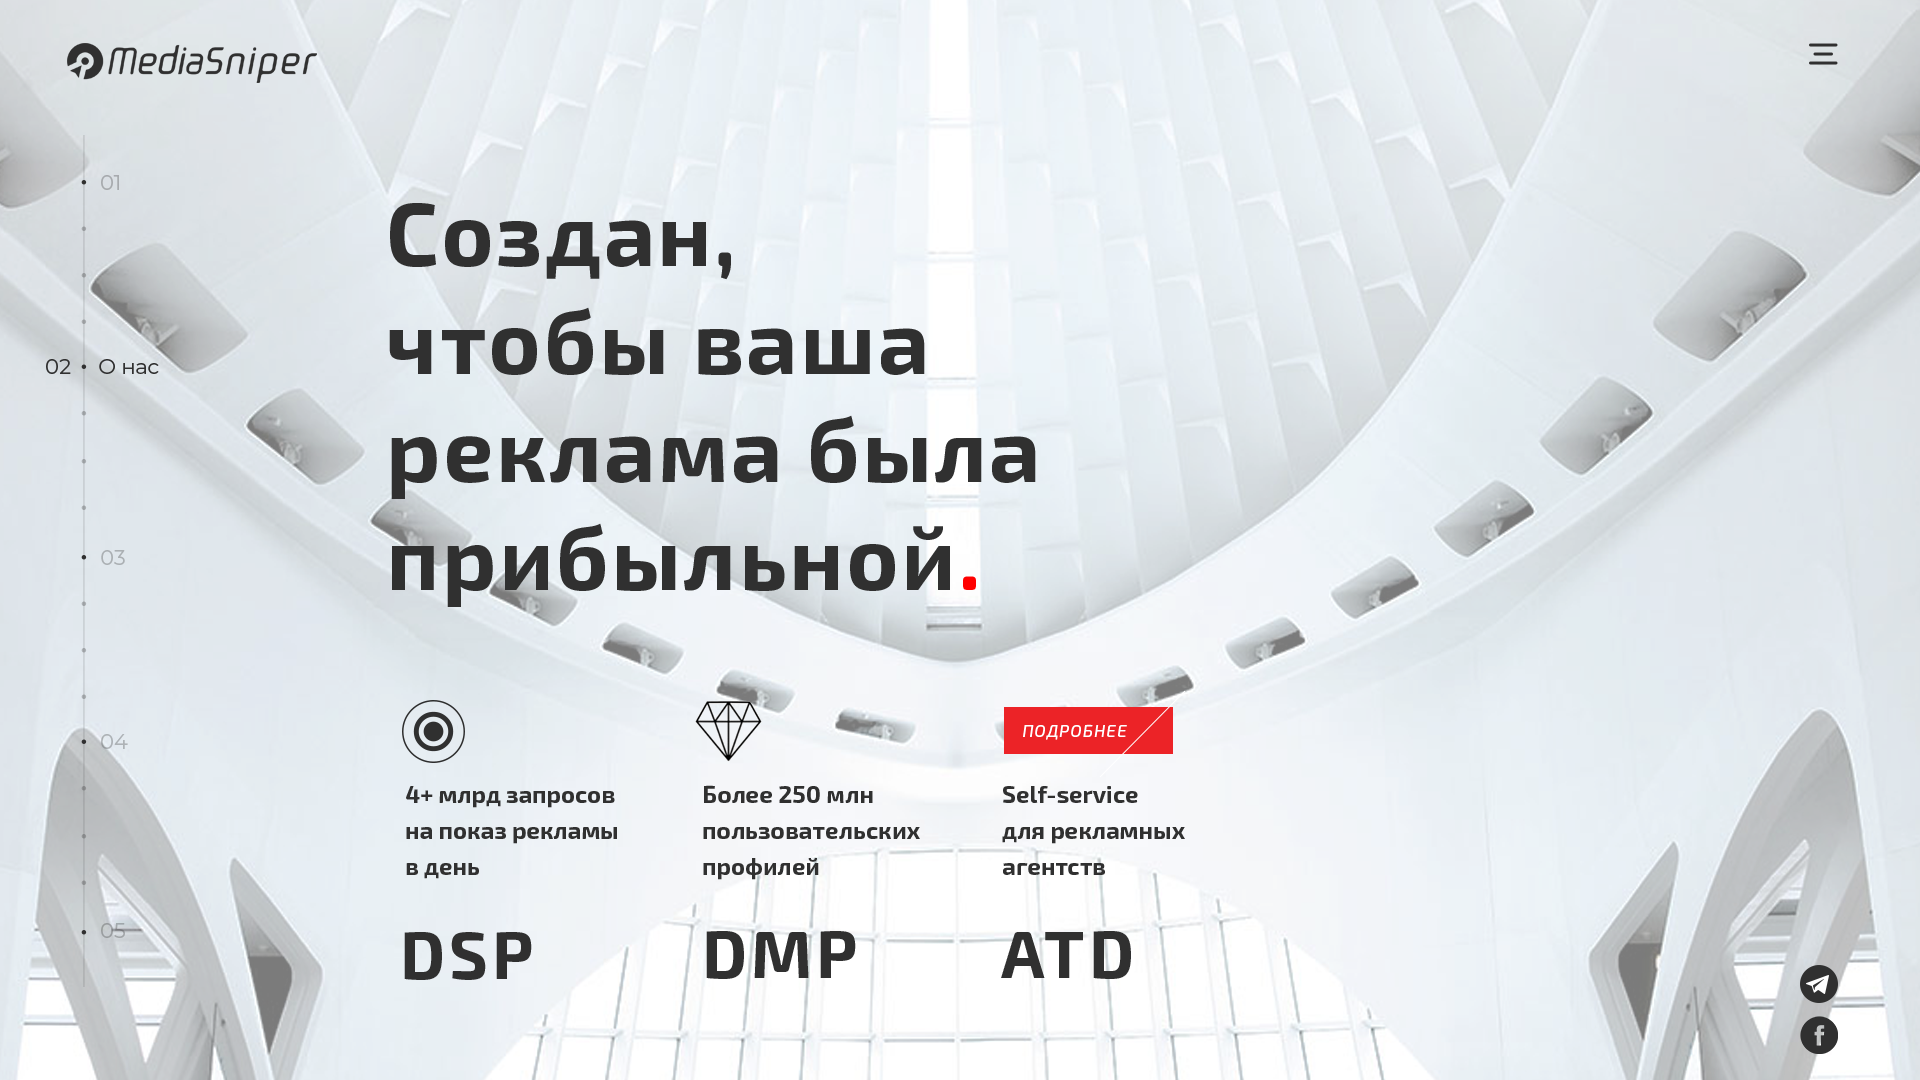 MediaSniper
01
02 О нас
03
04
05
Создан,
чтобы ваша
реклама была
прибыльной.
4+ млрд запросов
на показ рекламы
в день
DSP
Более 250 млн
пользовательских
профилей
DMP
ПОДРОБНЕЕ
Self-service
для рекламных
агентств
ATD